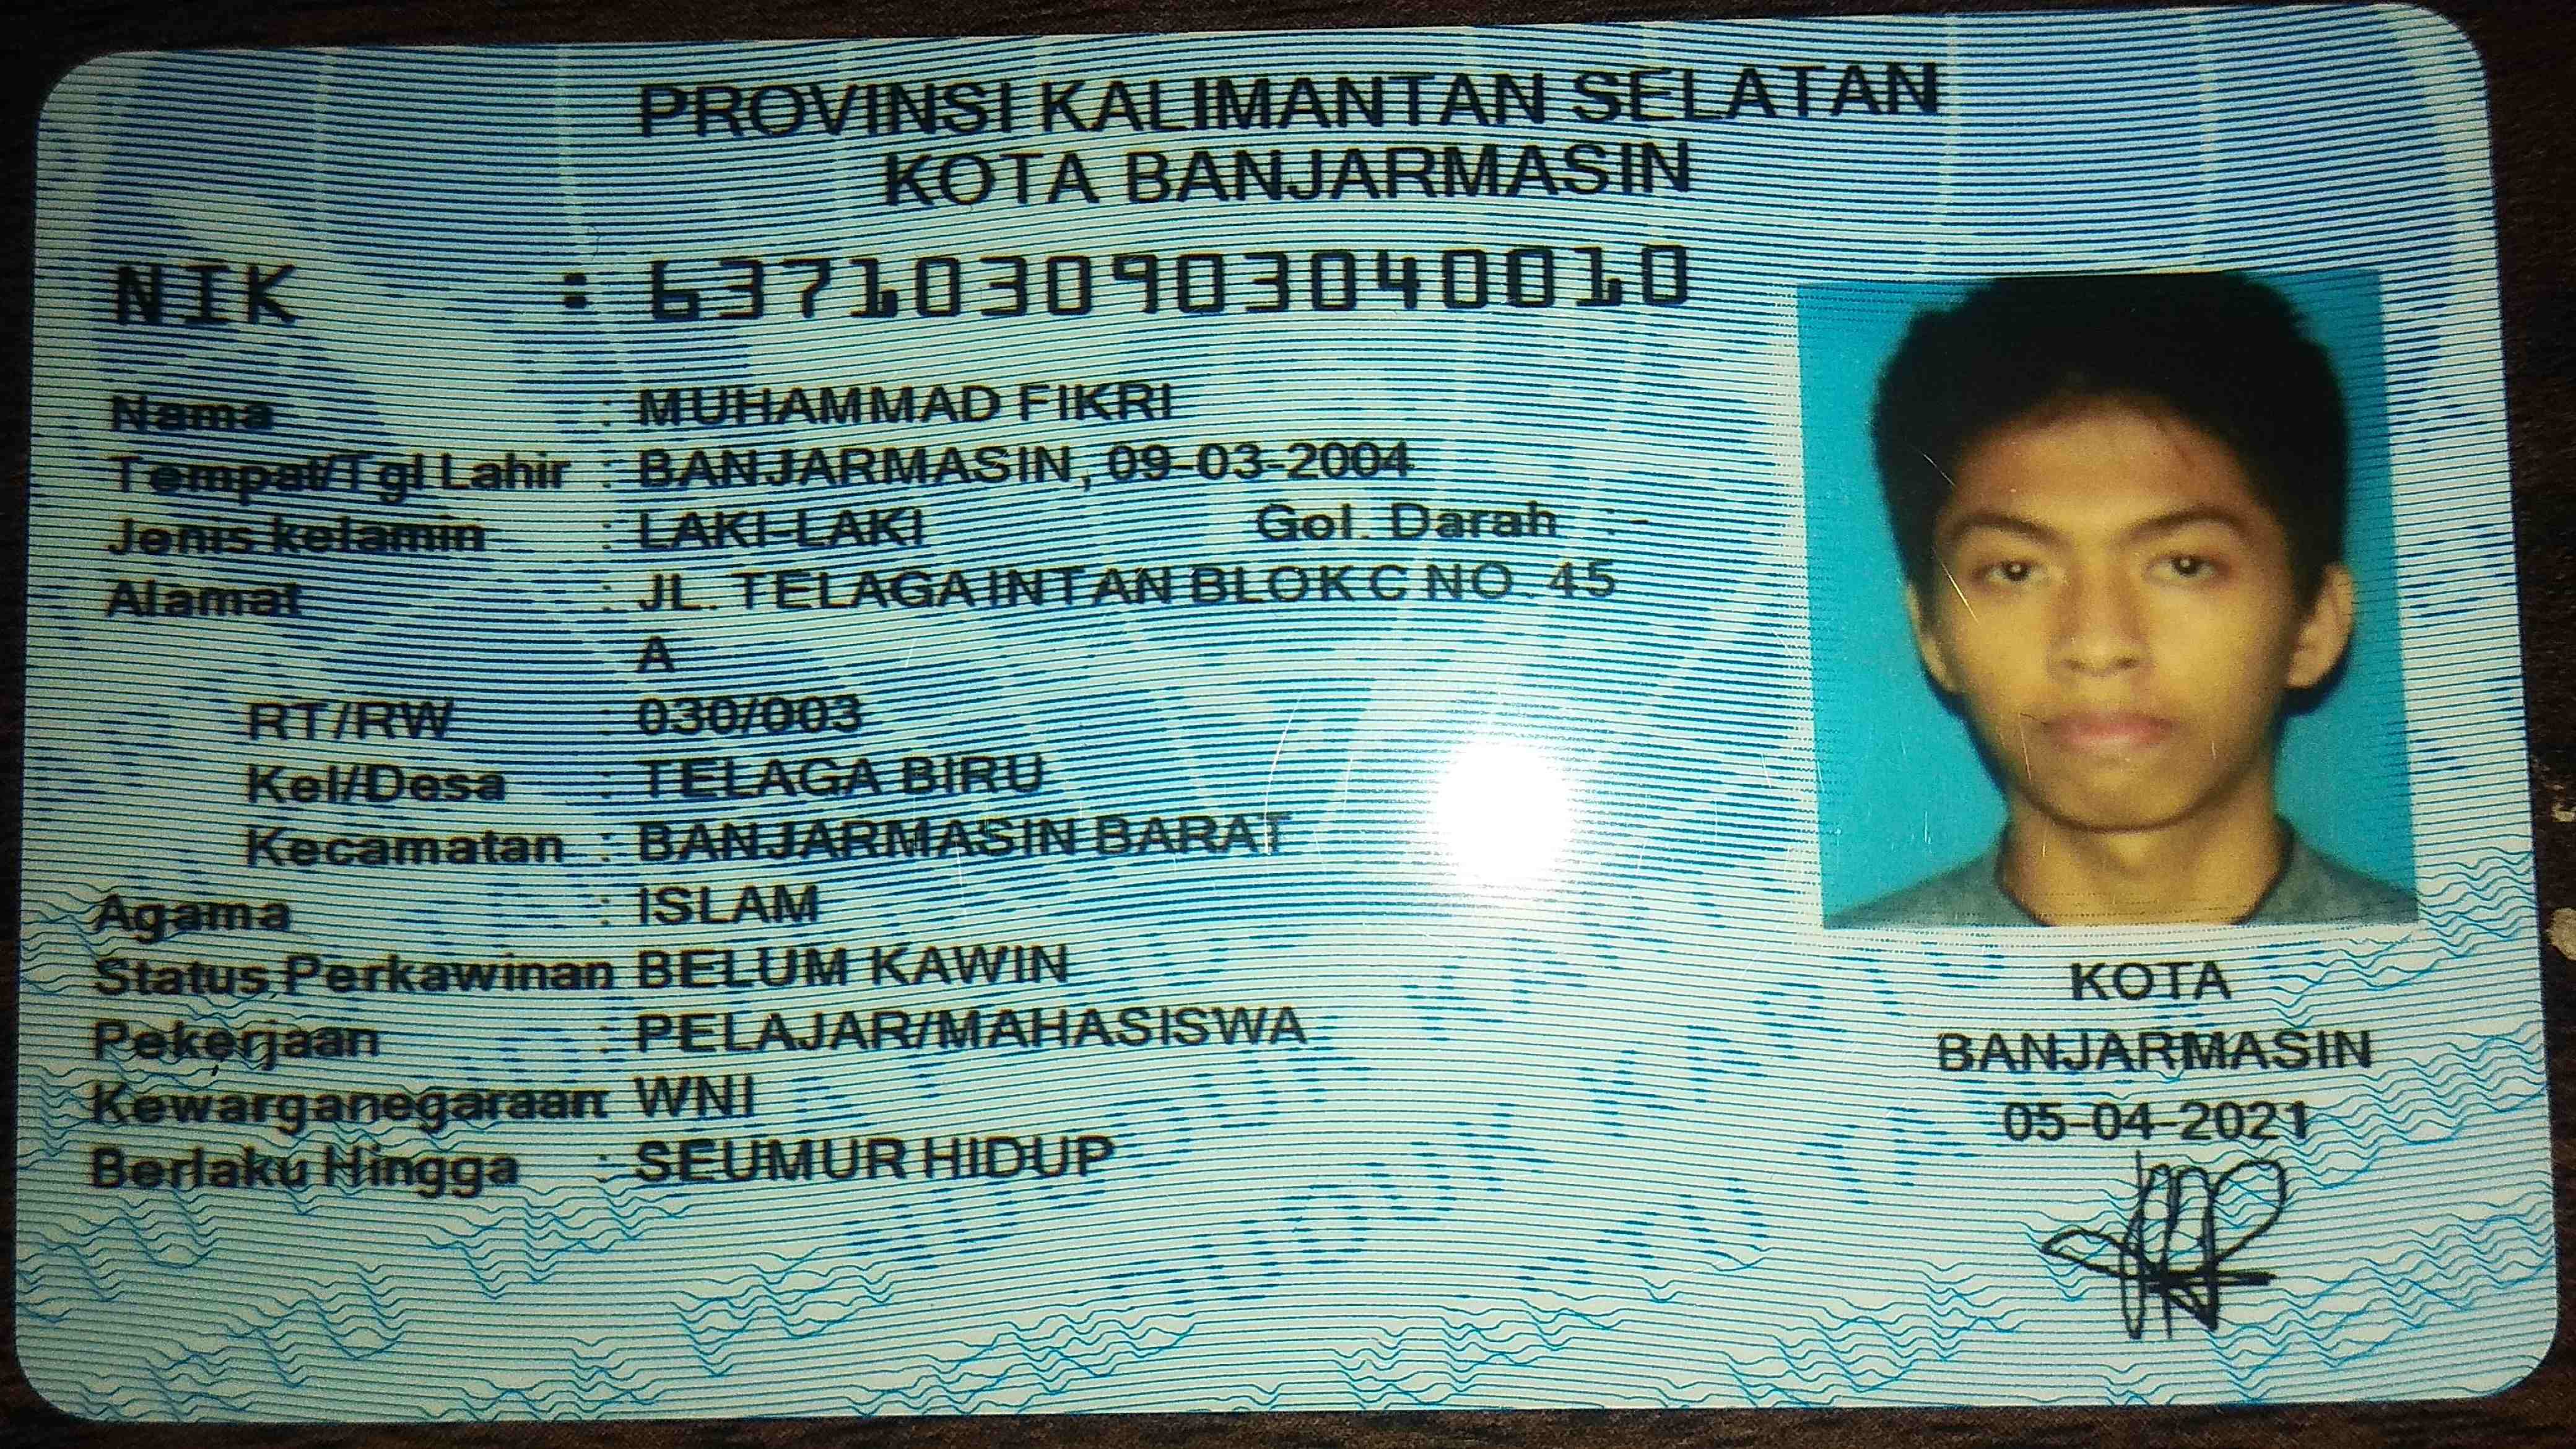 PROVINSI KALIMANTAN SELATAN
KOTA BANJARMASIN
NIK : 6371030903040010
Nama : MUHAMMAD FIKRI
Tempat/Tgl Lahir : BANJARMASIN, 09-03-2004
Jenis kelamin : LAKI-LAKI Gol. Darah : -
Alamat : JL. TELAGA INTAN BLOK C NO. 45
A
RT/RW : 030/003
Kel/Desa : TELAGA BIRU
Kecamatan : BANJARMASIN BARAT
Agama : ISLAM
Status Perkawinan BELUM KAWIN
Pekerjaan : PELAJAR/MAHASISWA
Kewarganegaraan WNI
Berlaku Hingga : SEUMUR HIDUP
KOTA
BANJARMASIN
05-04-2021